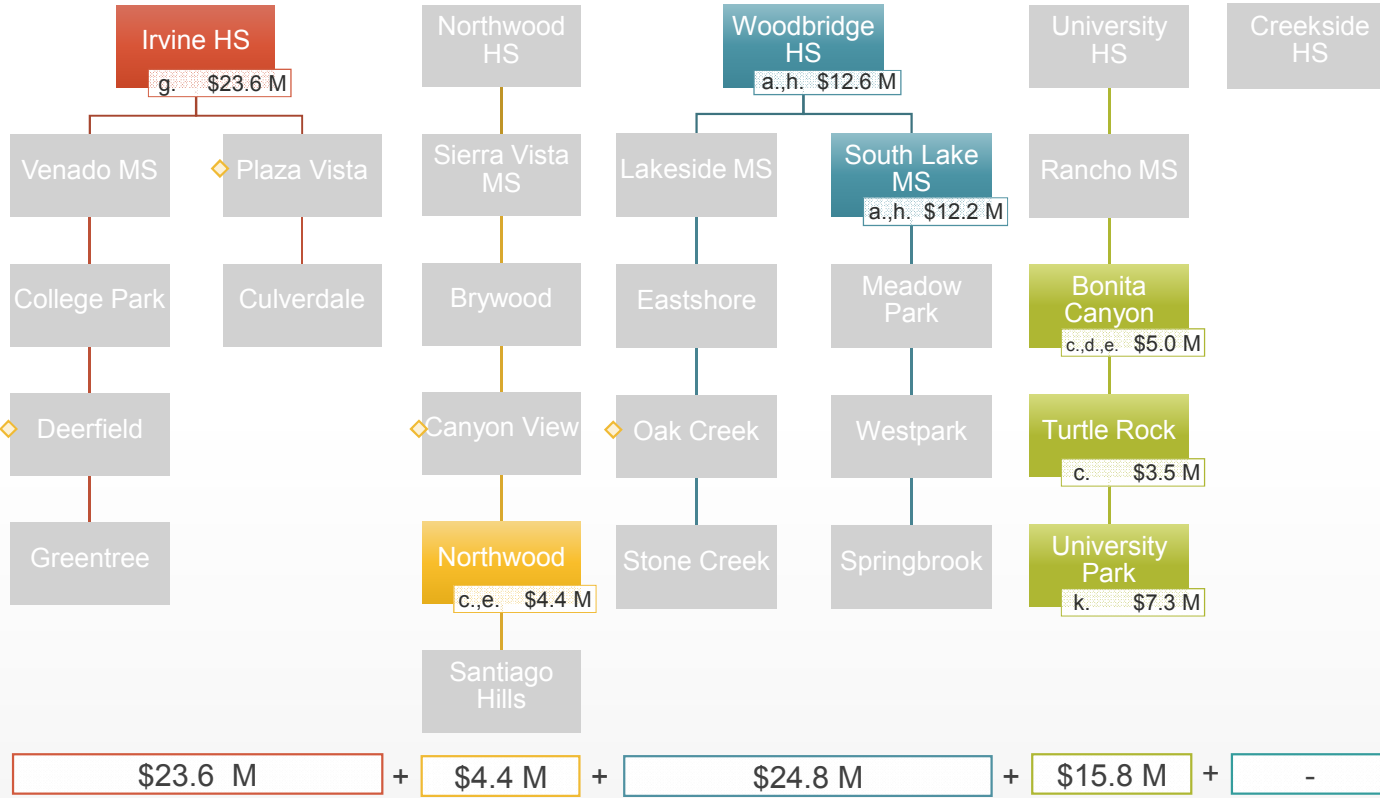 Irvine HS
g. $23.6 M
Northwood
HS
Woodbridge
HS
a.,h. $12.6 M
University
HS
Creekside
HS
Venado MS
Plaza Vista
Sierra Vista
MS
Lakeside MS
South Lake
MS
a.,h. $12.2 M
Rancho MS
College Park
Culverdale
Brywood
Eastshore
Meadow
Park
Bonita
Canyon
c.,d.,e. $5.0 M
Deerfield
Canyon View
Oak Creek
Westpark
Turtle Rock
c. $3.5 M
Greentree
Northwood
c.,e. $4.4 M
Stone Creek
Springbrook
University
Park
k. $7.3 M
Santiago
Hills
$23.6 M + $4.4 M + $24.8 M + $15.8 M + -